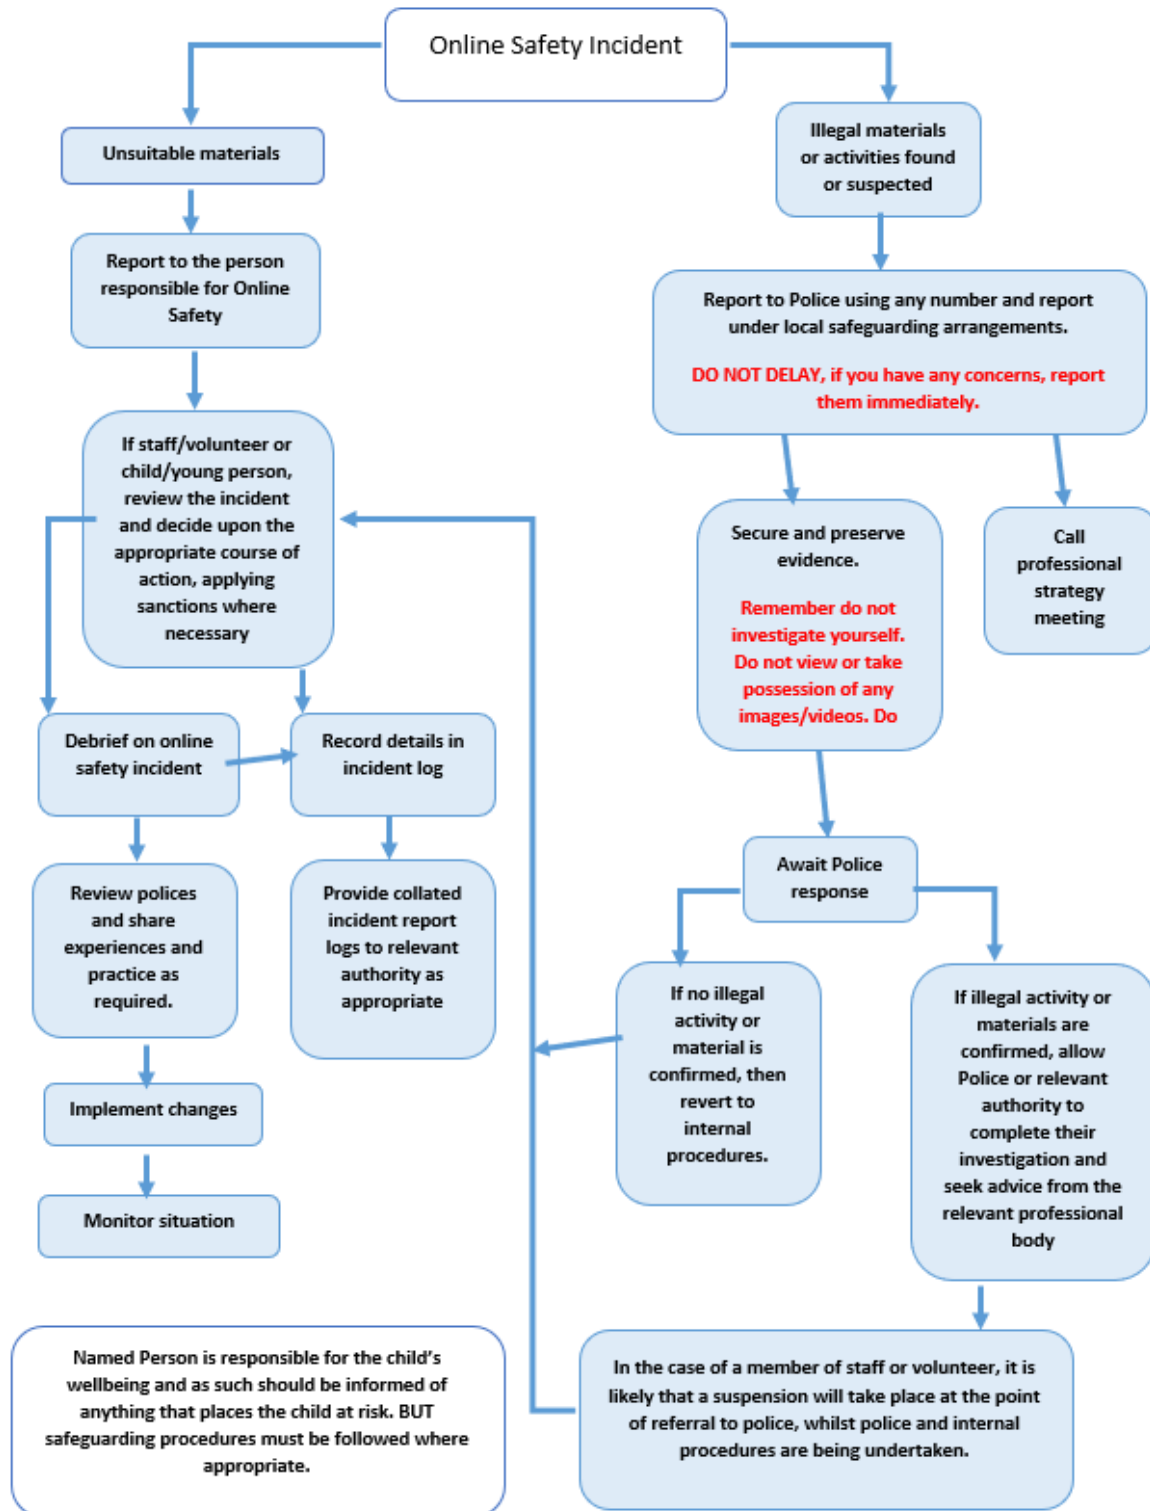 Online Safety Incident
Unsuitable materials
Report to the person
responsible for Online
Safety
If staff/volunteer or
child/young person,
review the incident
and decide upon the
appropriate course of
action, applying
sanctions where
necessary
Debrief on online
safety incident
Record details in
incident log
Review polices
and share
experiences and
practice as
required.
Provide collated
incident report
logs to relevant
authority as
appropriate
Implement changes
Monitor situation
Illegal materials
or activities found
or suspected
Report to Police using any number and report
under local safeguarding arrangements.
DO NOT DELAY, if you have any concerns, report
them immediately.
Secure and preserve
evidence.
Remember do not
investigate yourself.
Do not view or take
possession of any
images/videos. Do
Call
professional
strategy
meeting
Await Police
response
If no illegal
activity or
material is
confirmed, then
revert to
internal
procedures.
If illegal activity or
materials are
confirmed, allow
Police or relevant
authority to
complete their
investigation and
seek advice from the
relevant professional
body
In the case of a member of staff or volunteer, it is
likely that a suspension will take place at the point
of referral to police, whilst police and internal
procedures are being undertaken.
Named Person is responsible for the child's
wellbeing and as such should be informed of
anything that places the child at risk. BUT
safeguarding procedures must be followed where
appropriate.